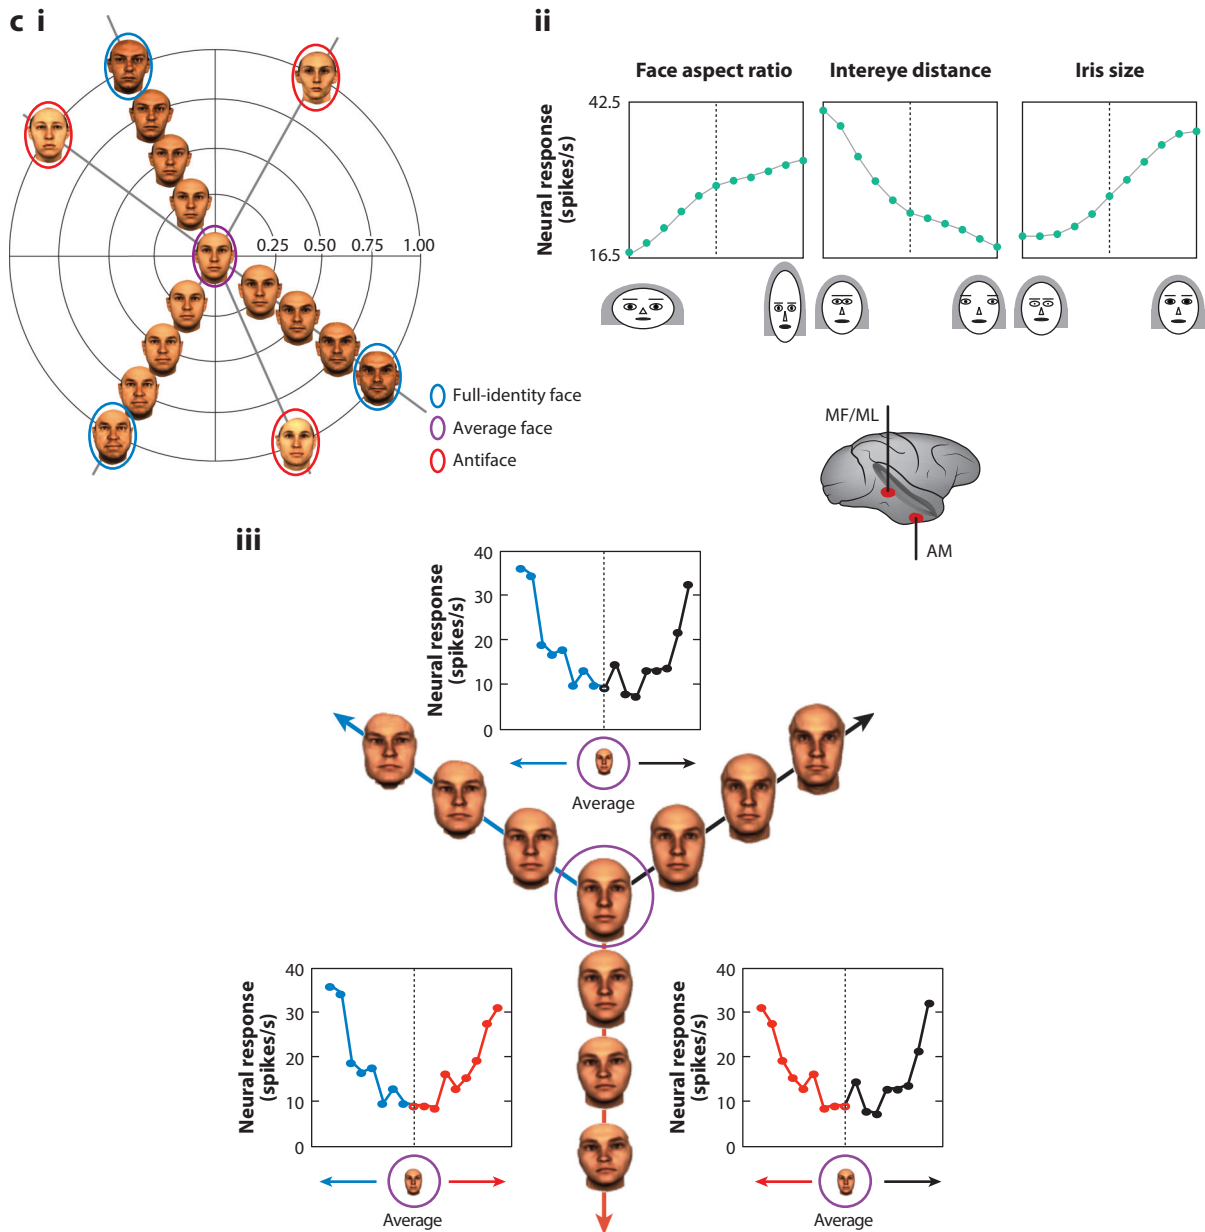 c i
0.25 0.50 0.75 1.00
Full-identity face
Average face
Antiface
ii
Face aspect ratio
Intereye distance
Iris size
Neural response
(spikes/s)
42.5
16.5
MF/ML
AM
iii
Neural response
(spikes/s)
40
30
20
10
0
Average
Neural response
(spikes/s)
40
30
20
10
0
Average
Neural response
(spikes/s)
40
30
20
10
0
Average